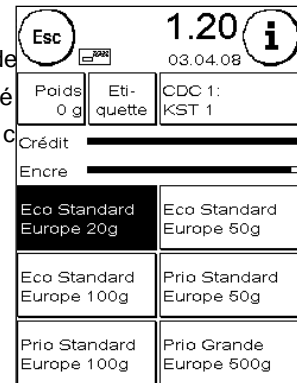 Esc
1.20
i
03.04.08
de
Poids
0 g
Eti-
quette
CDC 1:
KST 1
é
c
Crédit
Encre
Eco Standard
Europe 20g
Eco Standard
Europe 50g
Eco Standard
Europe 100g
Prio Standard
Europe 50g
Prio Standard
Europe 100g
Prio Grande
Europe 500g